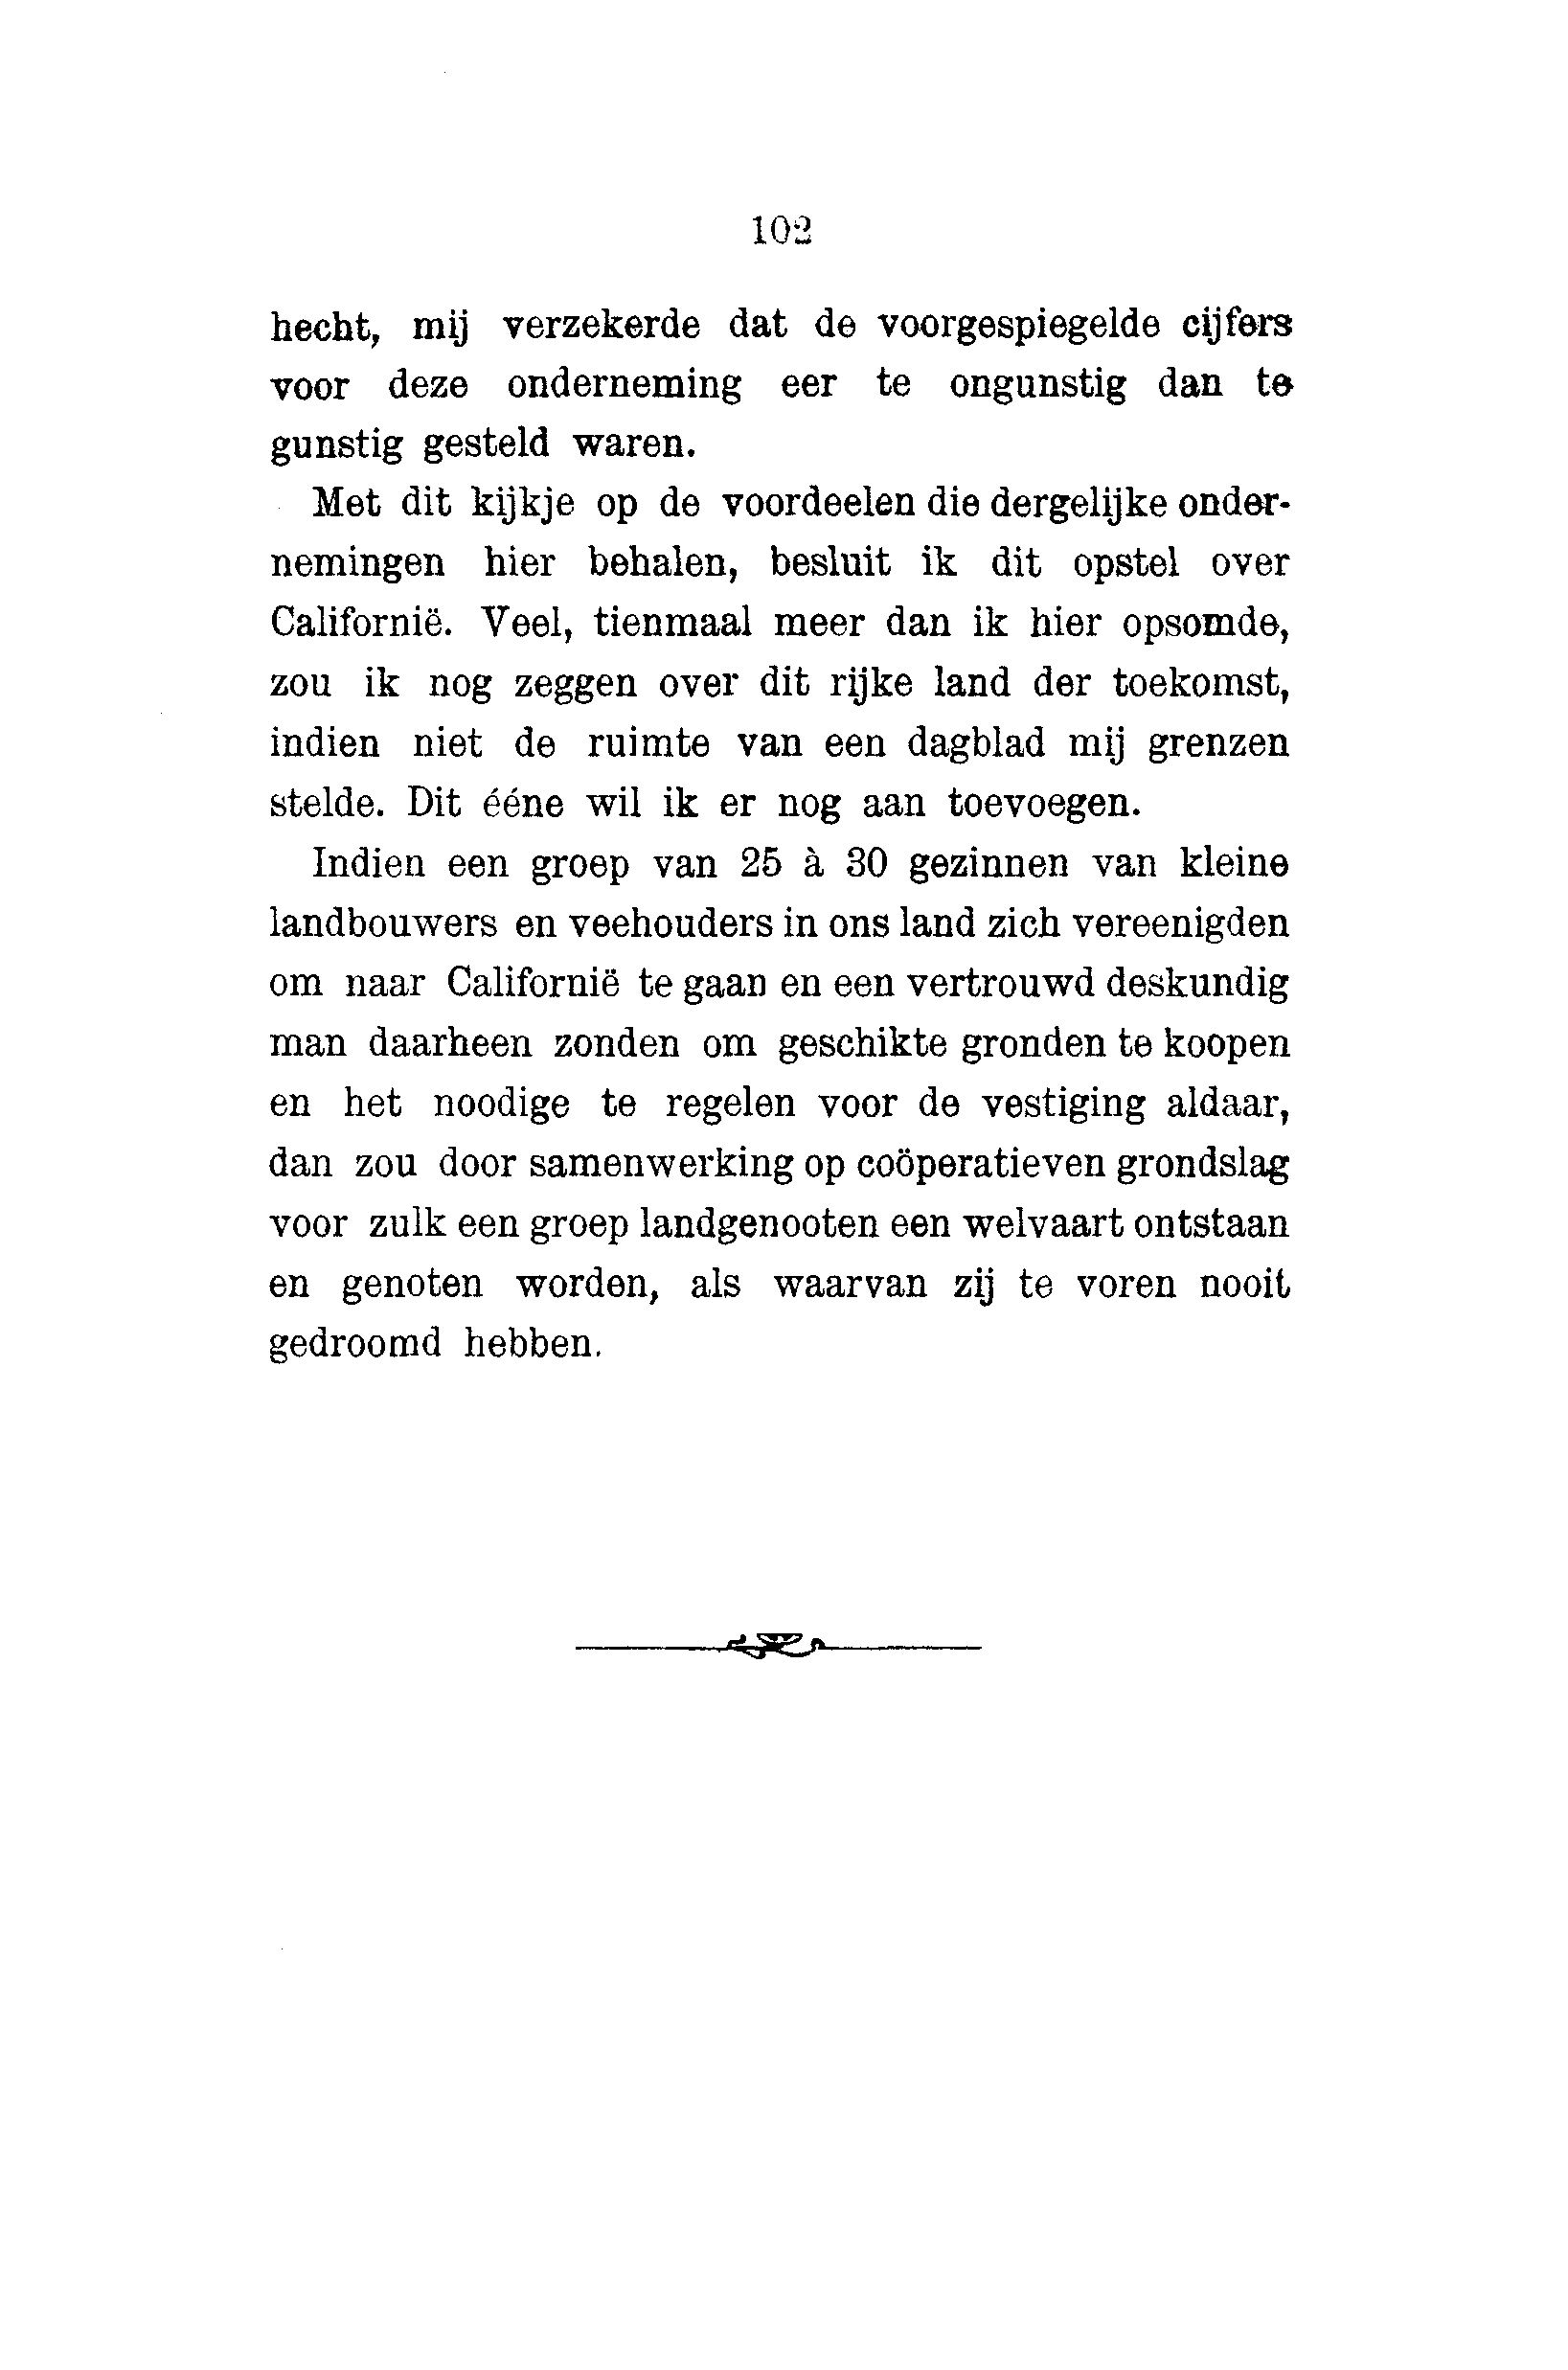 102
hecht, mij verzekerde dat de voorgespiegelde cijfers
voor deze onderneming eer te ongunstig dan te
gunstig gesteld waren.
Met dit kijkje op de voordeelen die dergelijke onder-
nemingen hier behalen, besluit ik dit opstel over
Californië. Veel, tienmaal meer dan ik hier opsomde,
zou ik nog zeggen over dit rijke land der toekomst,
indien niet de ruimte van een dagblad mij grenzen
stelde. Dit ééne wil ik er nog aan toevoegen.
Indien een groep van 25 à 30 gezinnen van kleine
landbouwers en veehouders in ons land zich vereenigden
om naar Californië te gaan en een vertrouwd deskundig
man daarheen zonden om geschikte gronden te koopen
en het noodige te regelen voor de vestiging aldaar,
dan zou door samenwerking op coöperatieven grondslag
voor zulk een groep landgenooten een welvaart ontstaan
en genoten worden, als waarvan zij te voren nooit
gedroomd hebben.